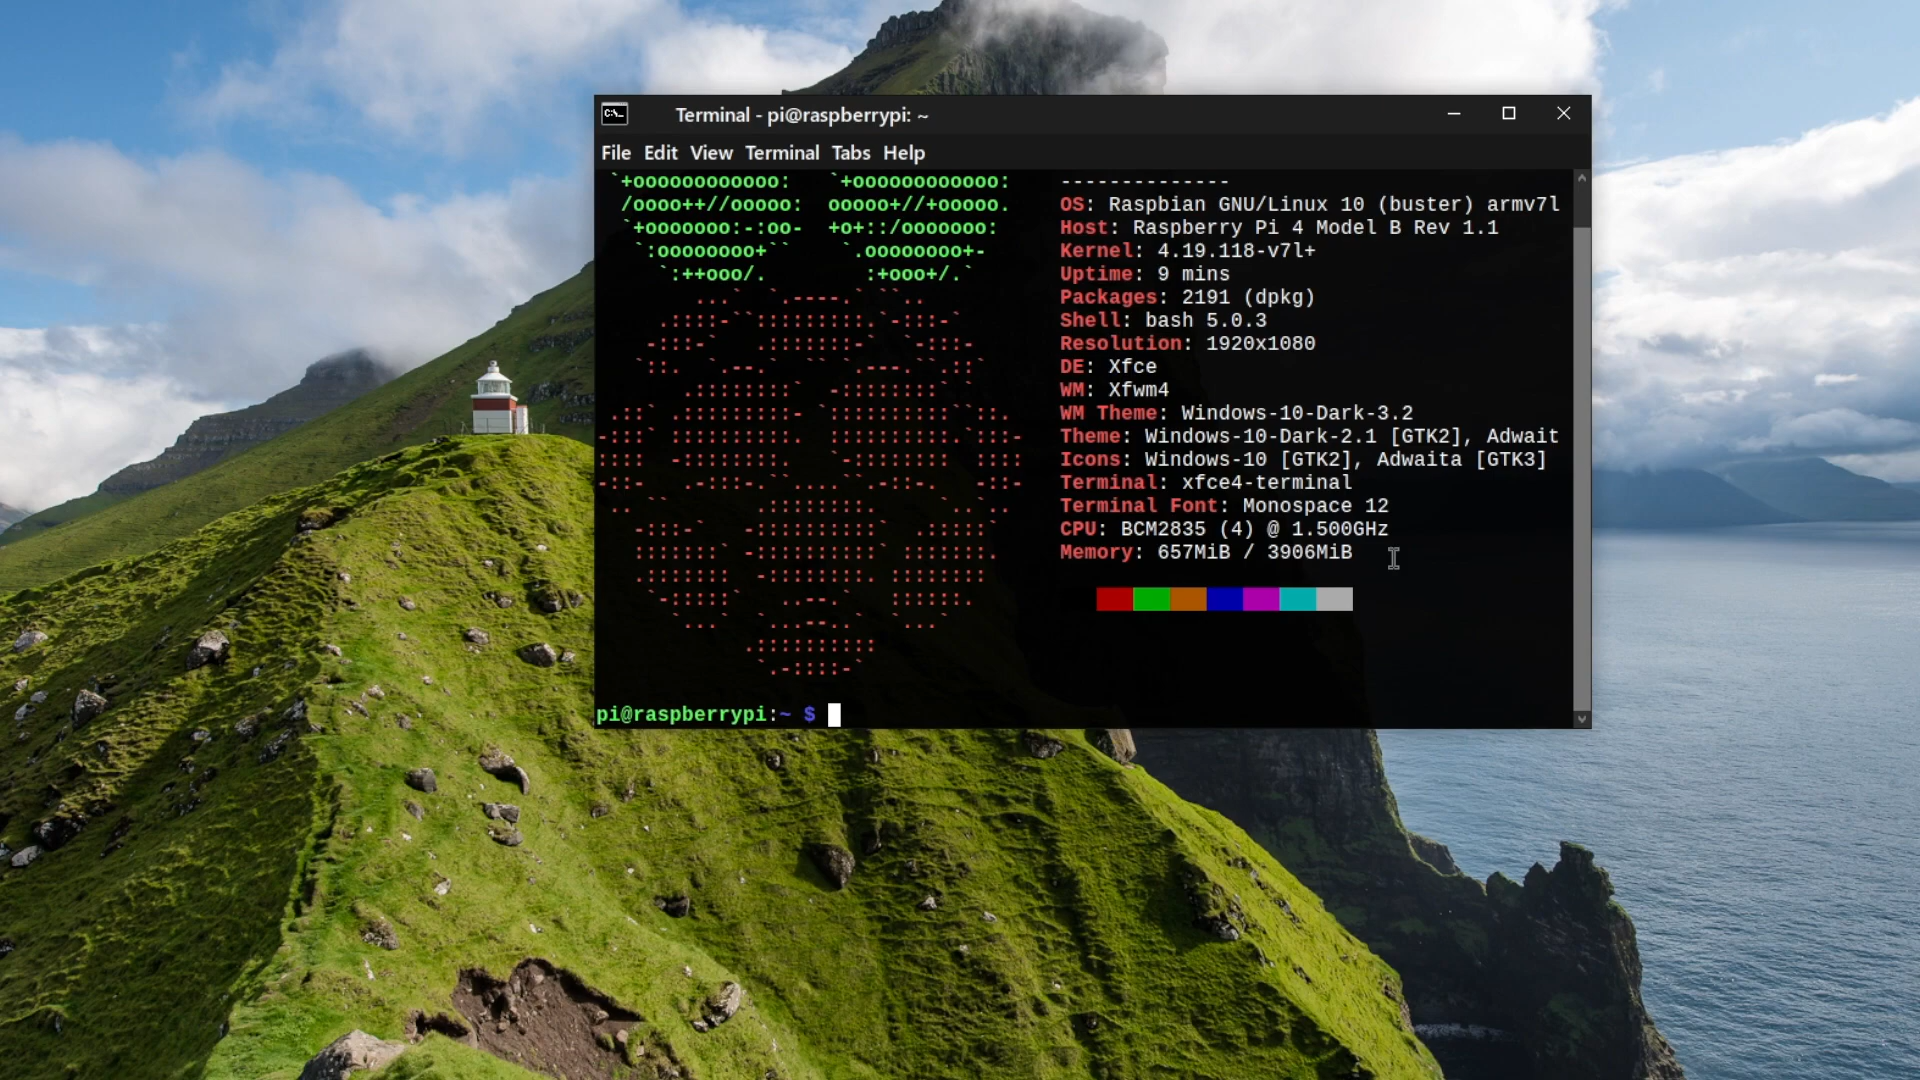 Terminal - pi@raspberrypi: ~
File Edit View Terminal Tabs Help
--------------
OS: Raspbian GNU/Linux 10 (buster) armv7l
Host: Raspberry Pi 4 Model B Rev 1.1
Kernel: 4.19.118-v7l+
Uptime: 9 mins
Packages: 2191 (dpkg)
Shell: bash 5.0.3
Resolution: 1920x1080
DE: Xfce
WM: Xfwm4
WM Theme: Windows-10-Dark-3.2
Theme: Windows-10-Dark-2.1 [GTK2], Adwait
Icons: Windows-10 [GTK2], Adwaita [GTK3]
Terminal: xfce4-terminal
Terminal Font: Monospace 12
CPU: BCM2835 (4) @ 1.500GHz
Memory: 657MiB / 3906MiB
pi@raspberrypi:~ $